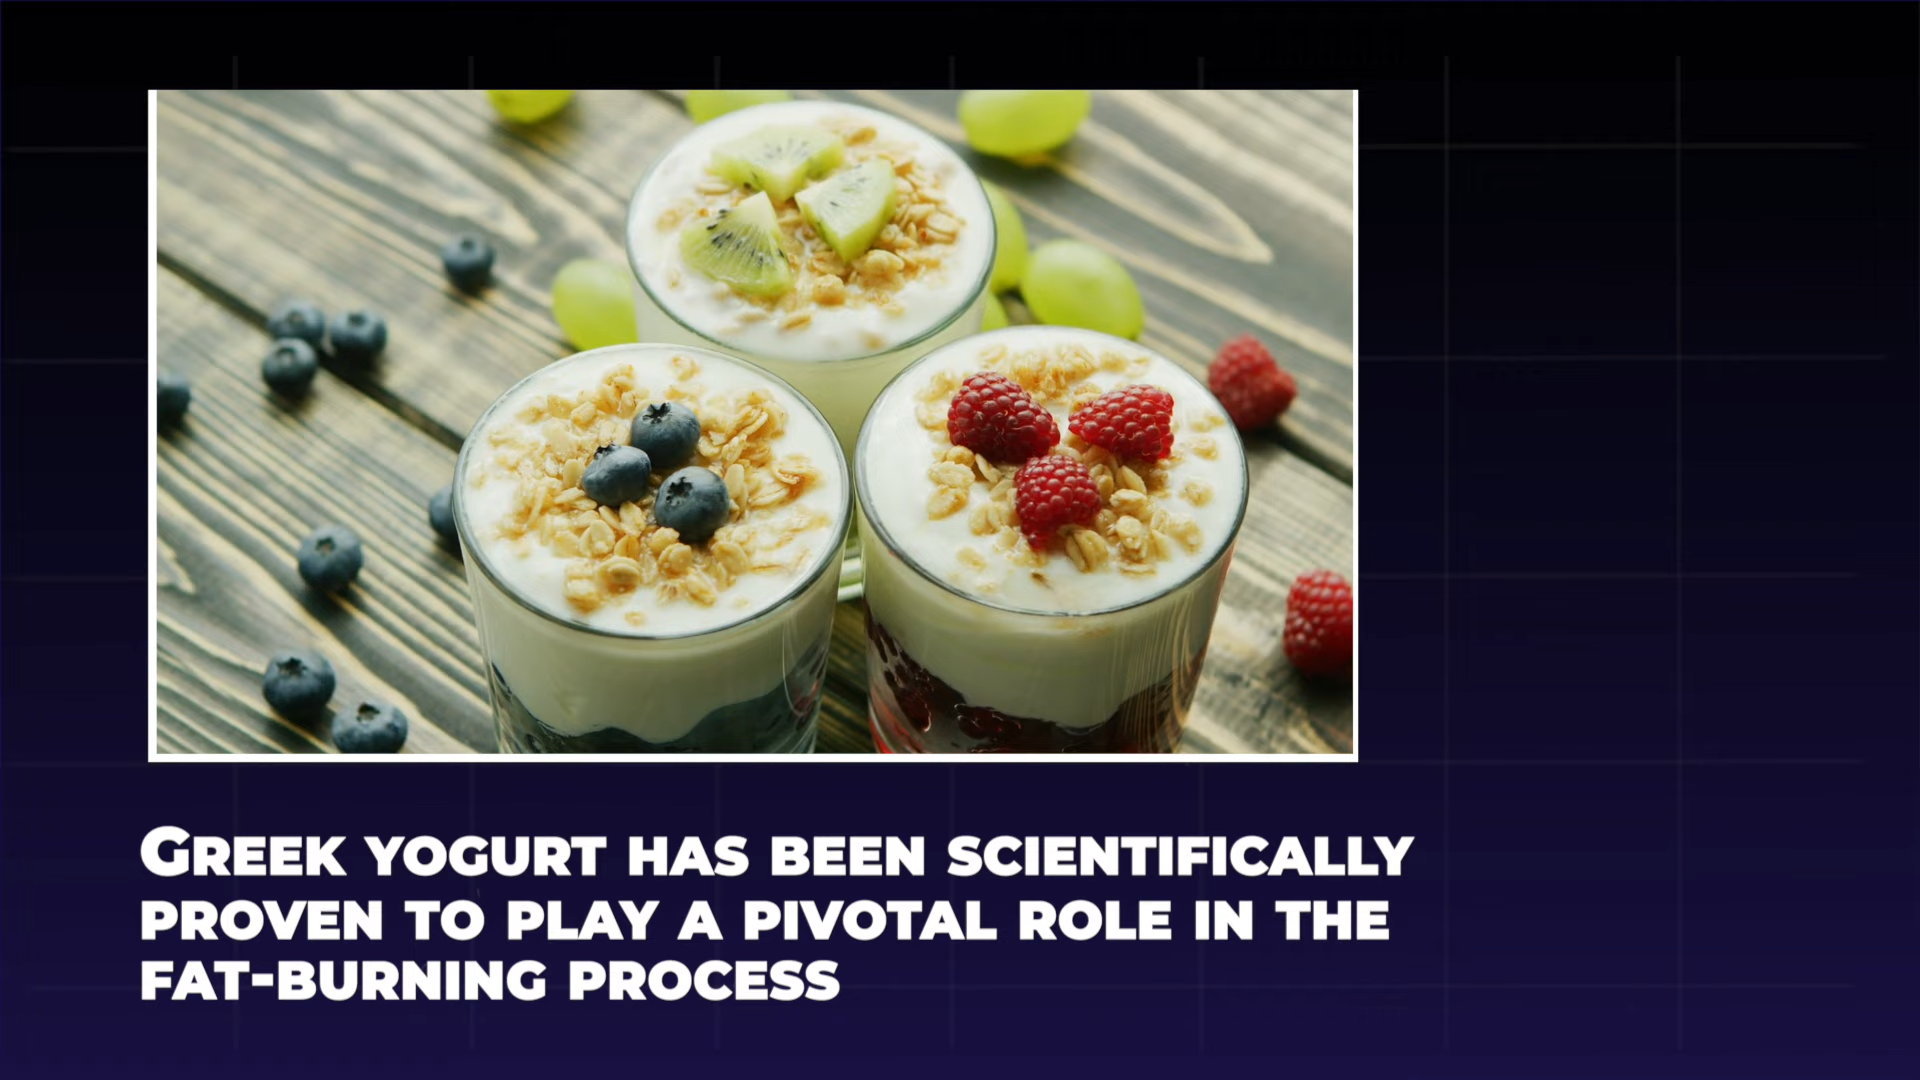 Greek yogurt has been scientifically
proven to play a pivotal role in the
fat-burning process